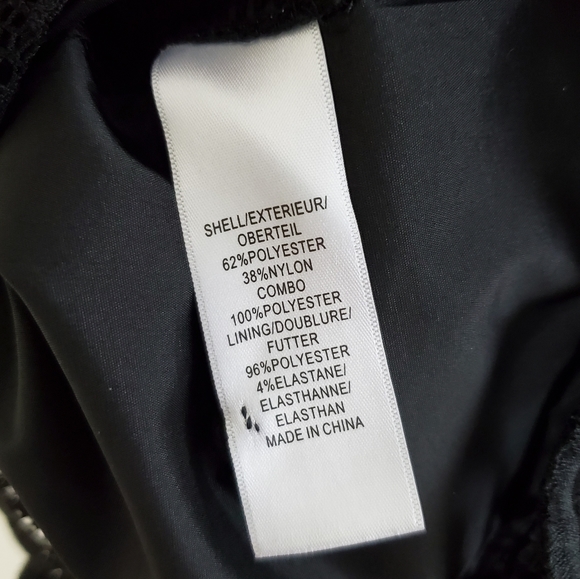 SHELL/EXTERIEUR/
OBERTEIL
62%POLYESTER
38%NYLON
COMBO
100%POLYESTER
LINING/DOUBLURE/
FUTTER
96%POLYESTER
4%ELASTANE/
ELASTHANNE/
ELASTHAN
MADE IN CHINA